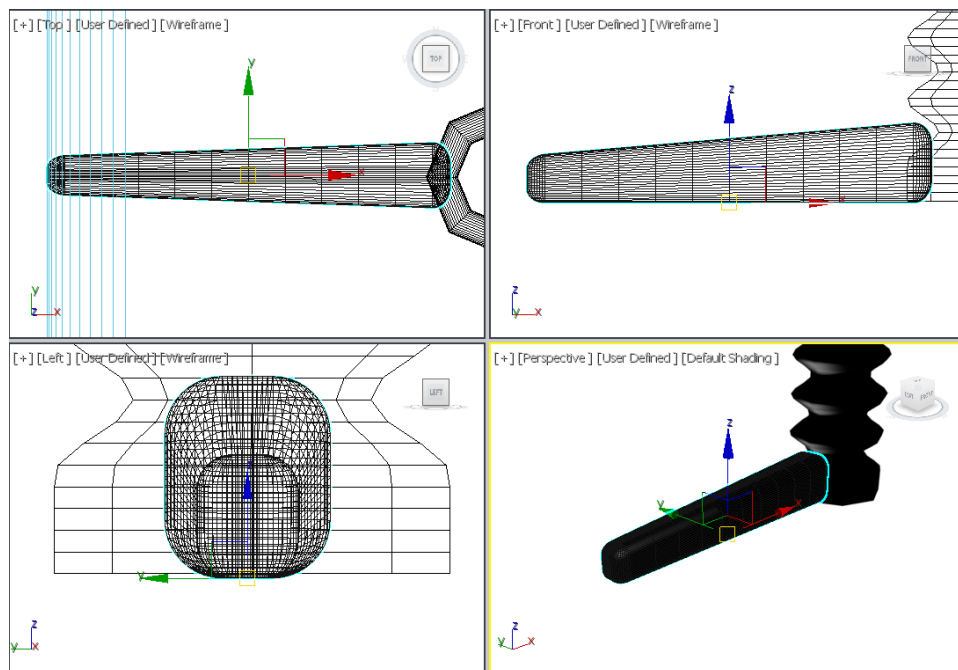 [+] [Top] [User Defined] [Wireframe]
TOP
y
x
y
z x
[+] [Front] [User Defined] [Wireframe]
FRONT
z
x
z
y x
[+] [Left] [User Defined] [Wireframe]
LEFT
y
z
y x
[+] [Perspective] [User Defined] [Default Shading]
FRONT
z
y
x
z
y x